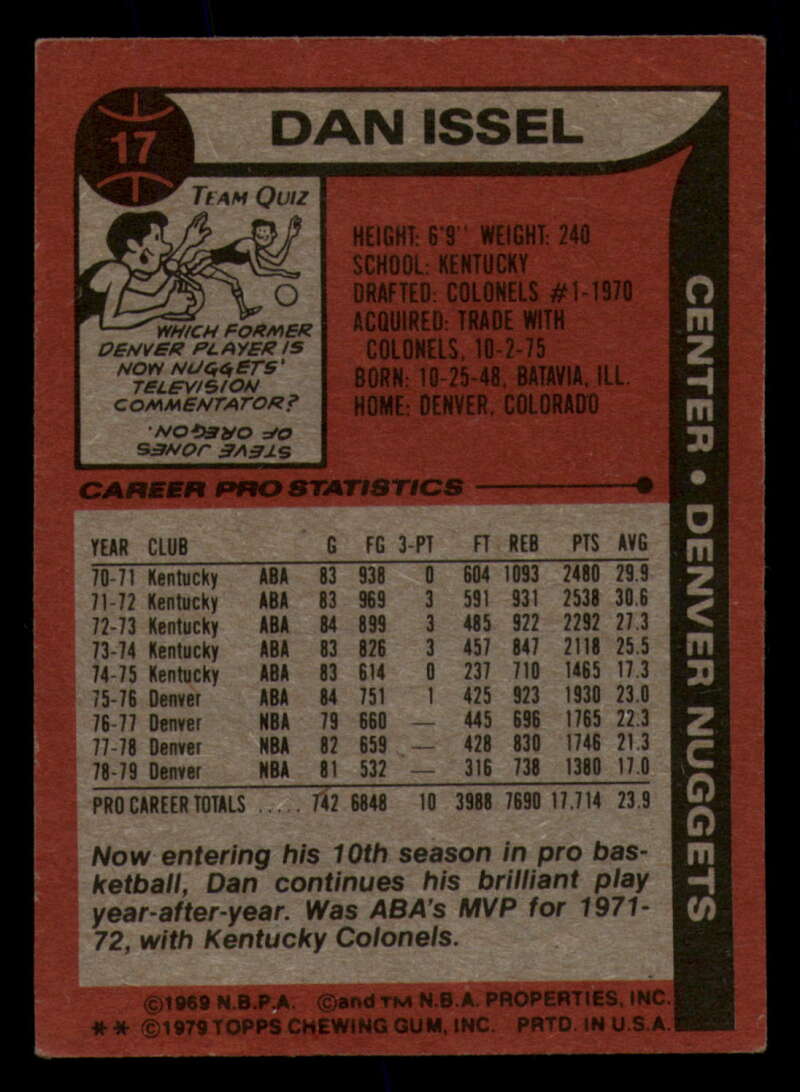 17
DAN ISSEL
TEAM QUIZ
WHICH FORMER
DENVER PLAYER IS
NOW NUGGETS'
TELEVISION
COMMENTATOR?
STEVE JONES
OF OREGON.
HEIGHT: 6'9" WEIGHT: 240
SCHOOL: KENTUCKY
DRAFTED: COLONELS #1-1970
ACQUIRED: TRADE WITH
COLONELS, 10-2-75
BORN: 10-25-48, BATAVIA, ILL.
HOME: DENVER, COLORADO
CENTER • DENVER NUGGETS
CAREER PRO STATISTICS
YEAR CLUB G FG 3-PT FT REB PTS AVG
70-71 Kentucky ABA 83 938 0 604 1093 2480 29.9
71-72 Kentucky ABA 83 969 3 591 931 2538 30.6
72-73 Kentucky ABA 84 899 3 485 922 2292 27.3
73-74 Kentucky ABA 83 826 3 457 847 2118 25.5
74-75 Kentucky ABA 83 614 0 237 710 1465 17.3
75-76 Denver ABA 84 751 1 425 923 1930 23.0
76-77 Denver NBA 79 660 — 445 696 1765 22.3
77-78 Denver NBA 82 659 — 428 830 1746 21.3
78-79 Denver NBA 81 532 — 316 738 1380 17.0
PRO CAREER TOTALS ..... 742 6848 10 3988 7690 17,714 23.9
Now entering his 10th season in pro bas-
ketball, Dan continues his brilliant play
year-after-year. Was ABA's MVP for 1971-
72, with Kentucky Colonels.
©1969 N.B.P.A. ©and TM N.B.A. PROPERTIES, INC.
** ©1979 TOPPS CHEWING GUM, INC. PRTD. IN U.S.A.